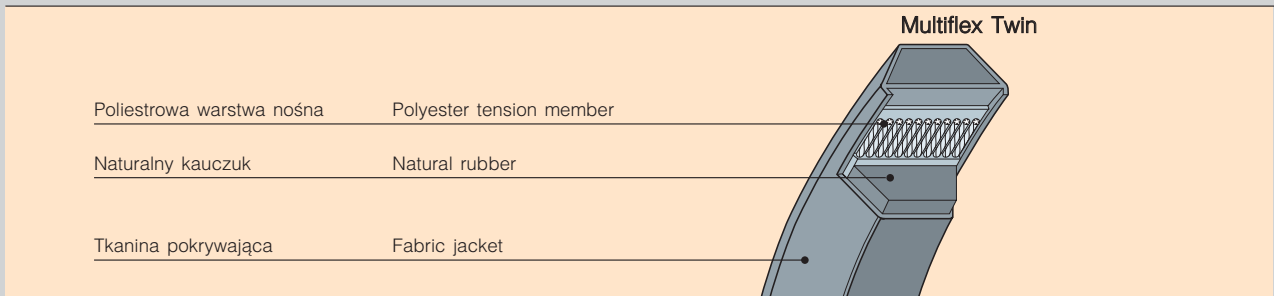 Multiflex Twin
Poliestrowa warstwa nośna Polyester tension member
Naturalny kauczuk Natural rubber
Tkanina pokrywająca Fabric jacket